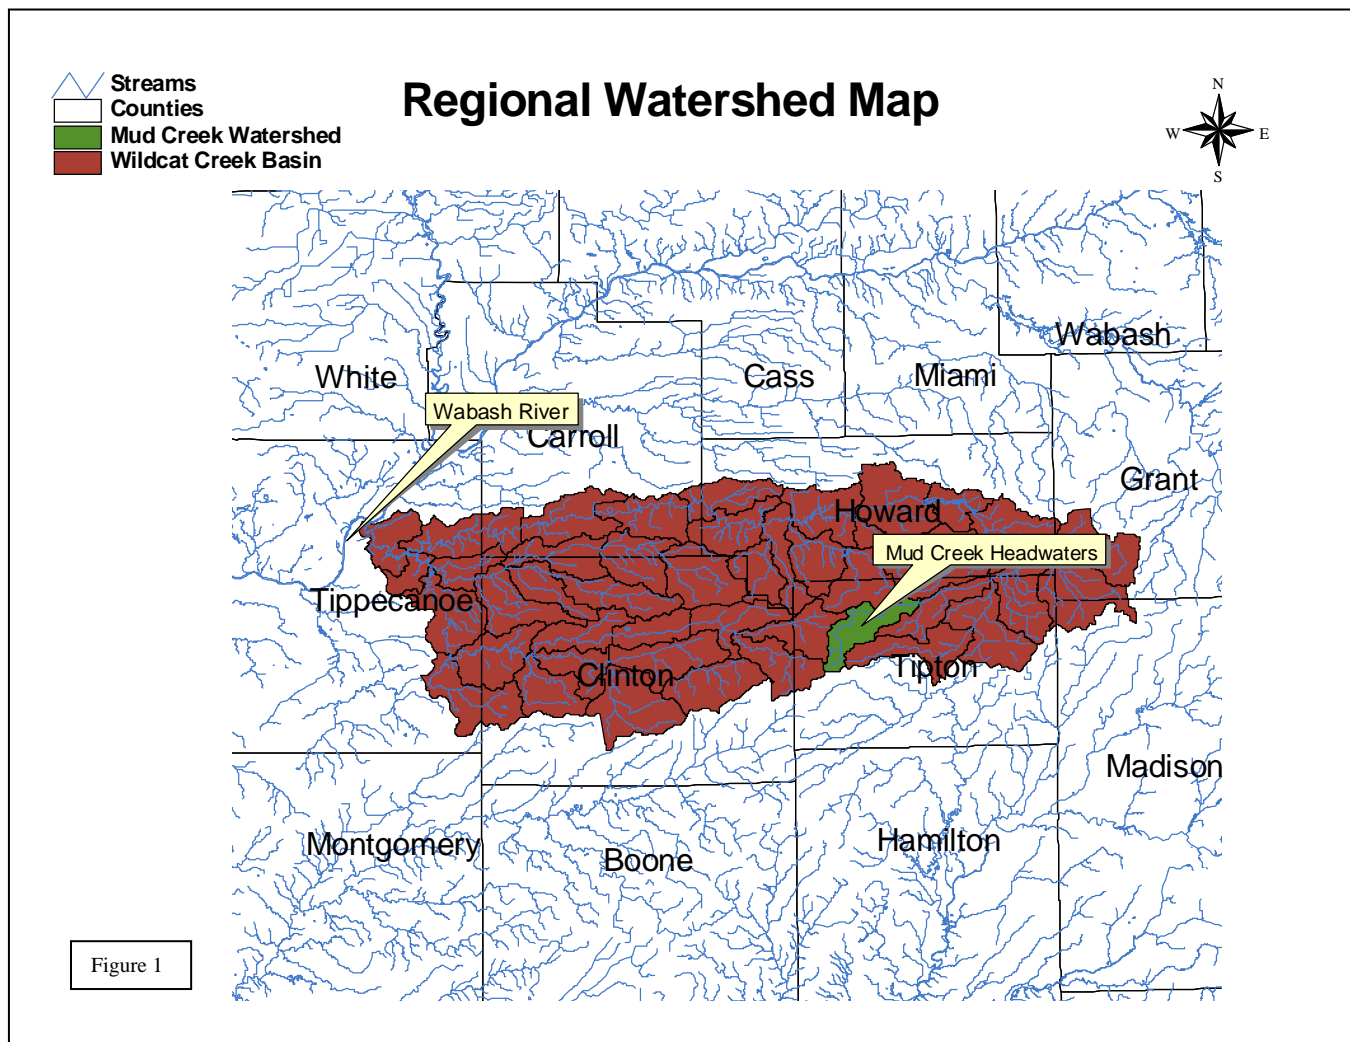 Regional Watershed Map
Streams
Counties
Mud Creek Watershed
Wildcat Creek Basin
N
W E
S
Wabash
White
Cass
Miami
Wabash River
Carroll
Grant
Howard
Mud Creek Headwaters
Tippecanoe
Clinton
Tipton
Madison
Montgomery
Boone
Hamilton
Figure 1